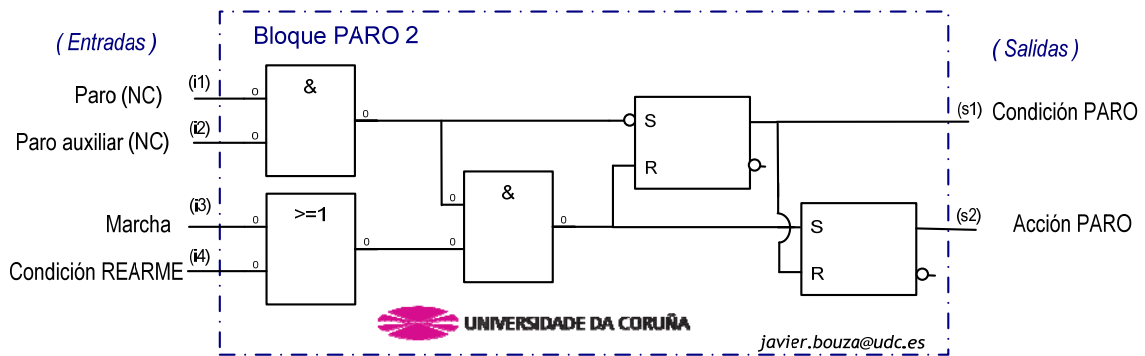 Bloque PARO 2
( Entradas )
( Salidas )
Paro (NC)
(i1)
0
&
0
Paro auxiliar (NC)
(i2)
0
S
R
(s1)
Condición PARO
Marcha
(i3)
0
>=1
0
Condición REARME
(i4)
0
0
&
0
0
S
R
(s2)
Acción PARO
UNIVERSIDADE DA CORUÑA
javier.bouza@udc.es